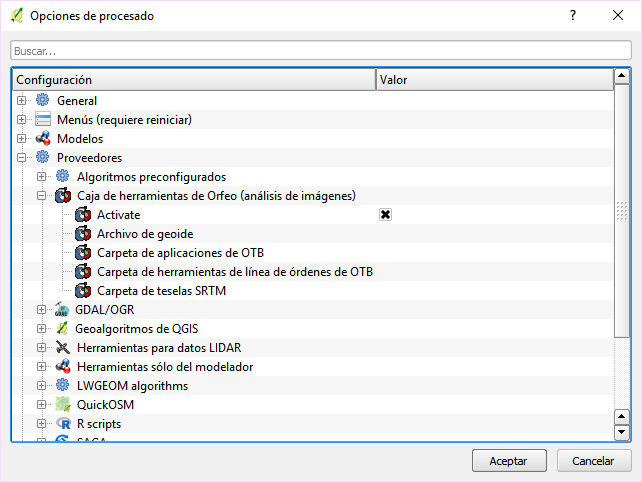 Opciones de procesado
Buscar...
Configuración Valor
General
Menús (requiere reiniciar)
Modelos
Proveedores
Algoritmos preconfigurados
Caja de herramientas de Orfeo (análisis de imágenes)
Activate
Archivo de geoide
Carpeta de aplicaciones de OTB
Carpeta de herramientas de línea de órdenes de OTB
Carpeta de teselas SRTM
GDAL/OGR
Geoalgoritmos de QGIS
Herramientas para datos LIDAR
Herramientas sólo del modelador
LWGEOM algorithms
QuickOSM
R scripts
SAGA
Aceptar Cancelar